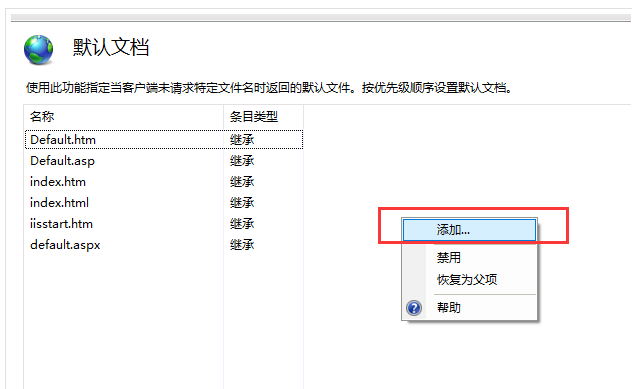 默认文档
使用此功能指定当客户端未请求特定文件名时返回的默认文件。按优先级顺序设置默认文档。
名称 条目类型
Default.htm 继承
Default.asp 继承
index.htm 继承
index.html 继承
iisstart.htm 继承
default.aspx 继承
添加...
禁用
恢复为父项
帮助